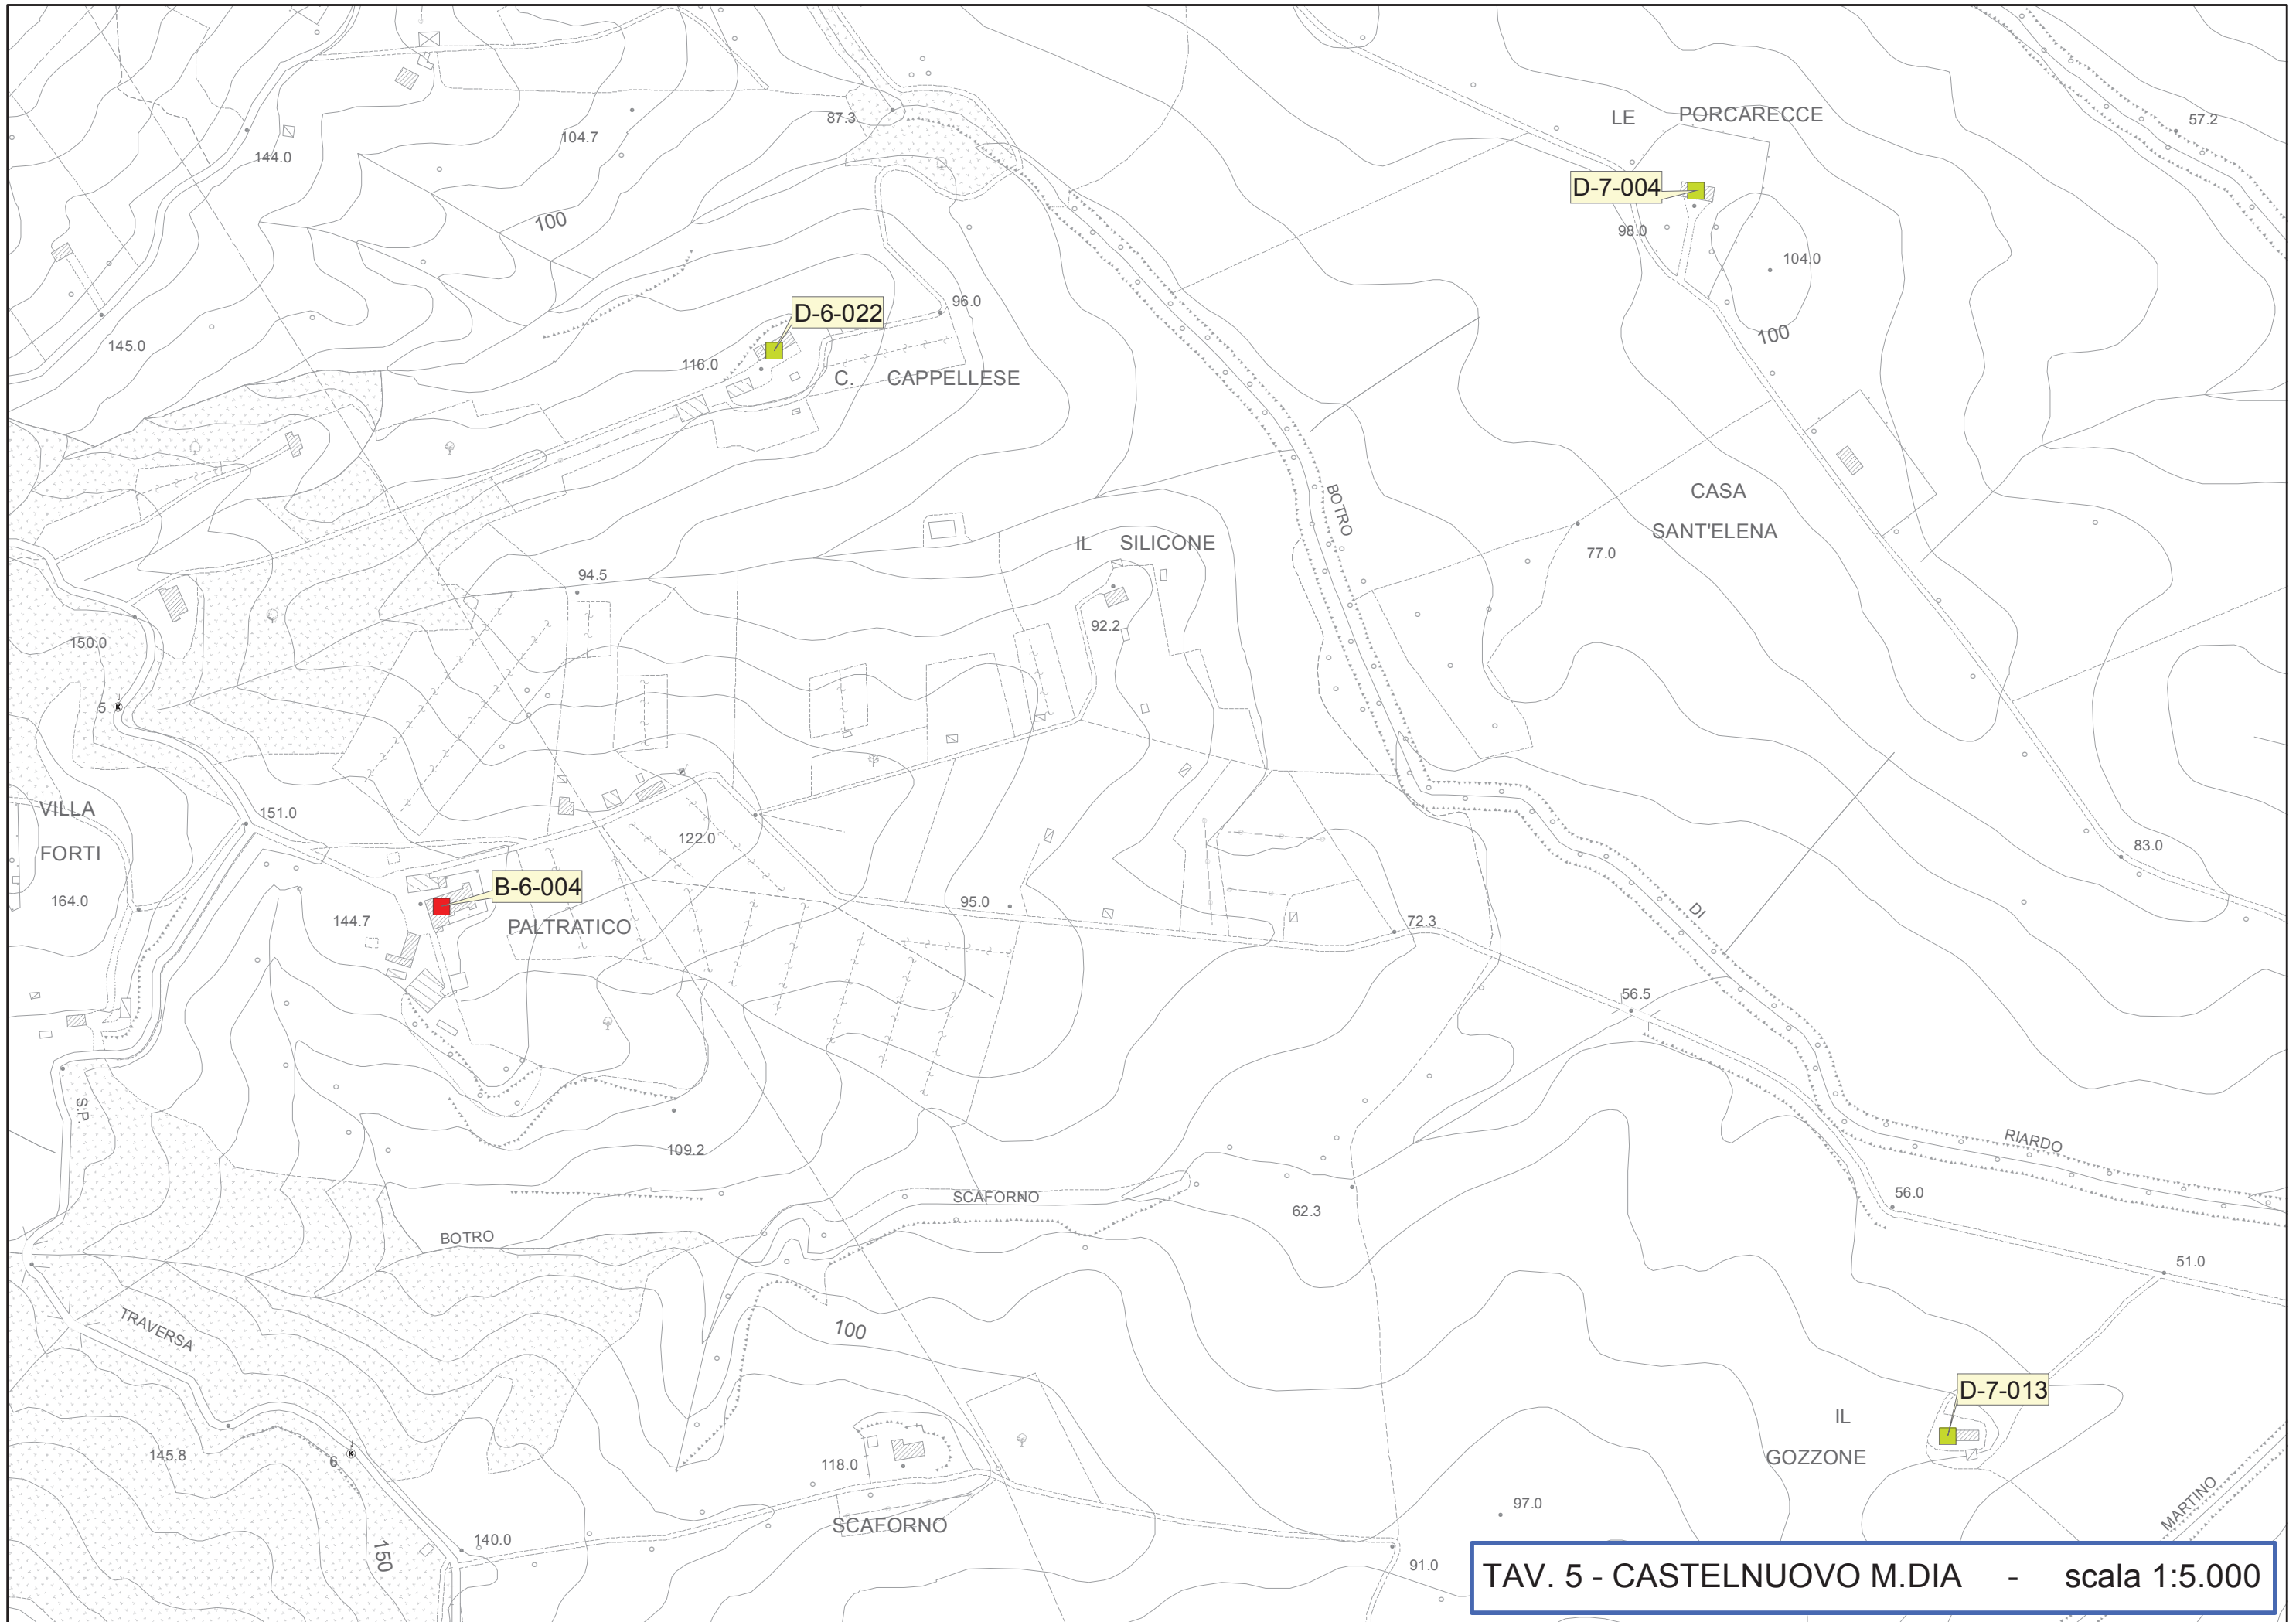 87.3
104.7
144.0
LE PORCARECCE
57.2
D-7-004
98.0
100
104.0
D-6-022
96.0
145.0
116.0
C. CAPPELLESE
100
CASA
SANT'ELENA
BOTRO
IL SILICONE
77.0
94.5
92.2
150.0
5
VILLA
FORTI
151.0
122.0
83.0
164.0
B-6-004
144.7
PALTRATICO
95.0
72.3
DI
56.5
S.P.
109.2
RIARDO
SCAFORNO
56.0
62.3
BOTRO
51.0
TRAVERSA
100
D-7-013
IL
GOZZONE
145.8
6
118.0
97.0
MARTINO
SCAFORNO
140.0
150
91.0
TAV. 5 - CASTELNUOVO M.DIA - scala 1:5.000